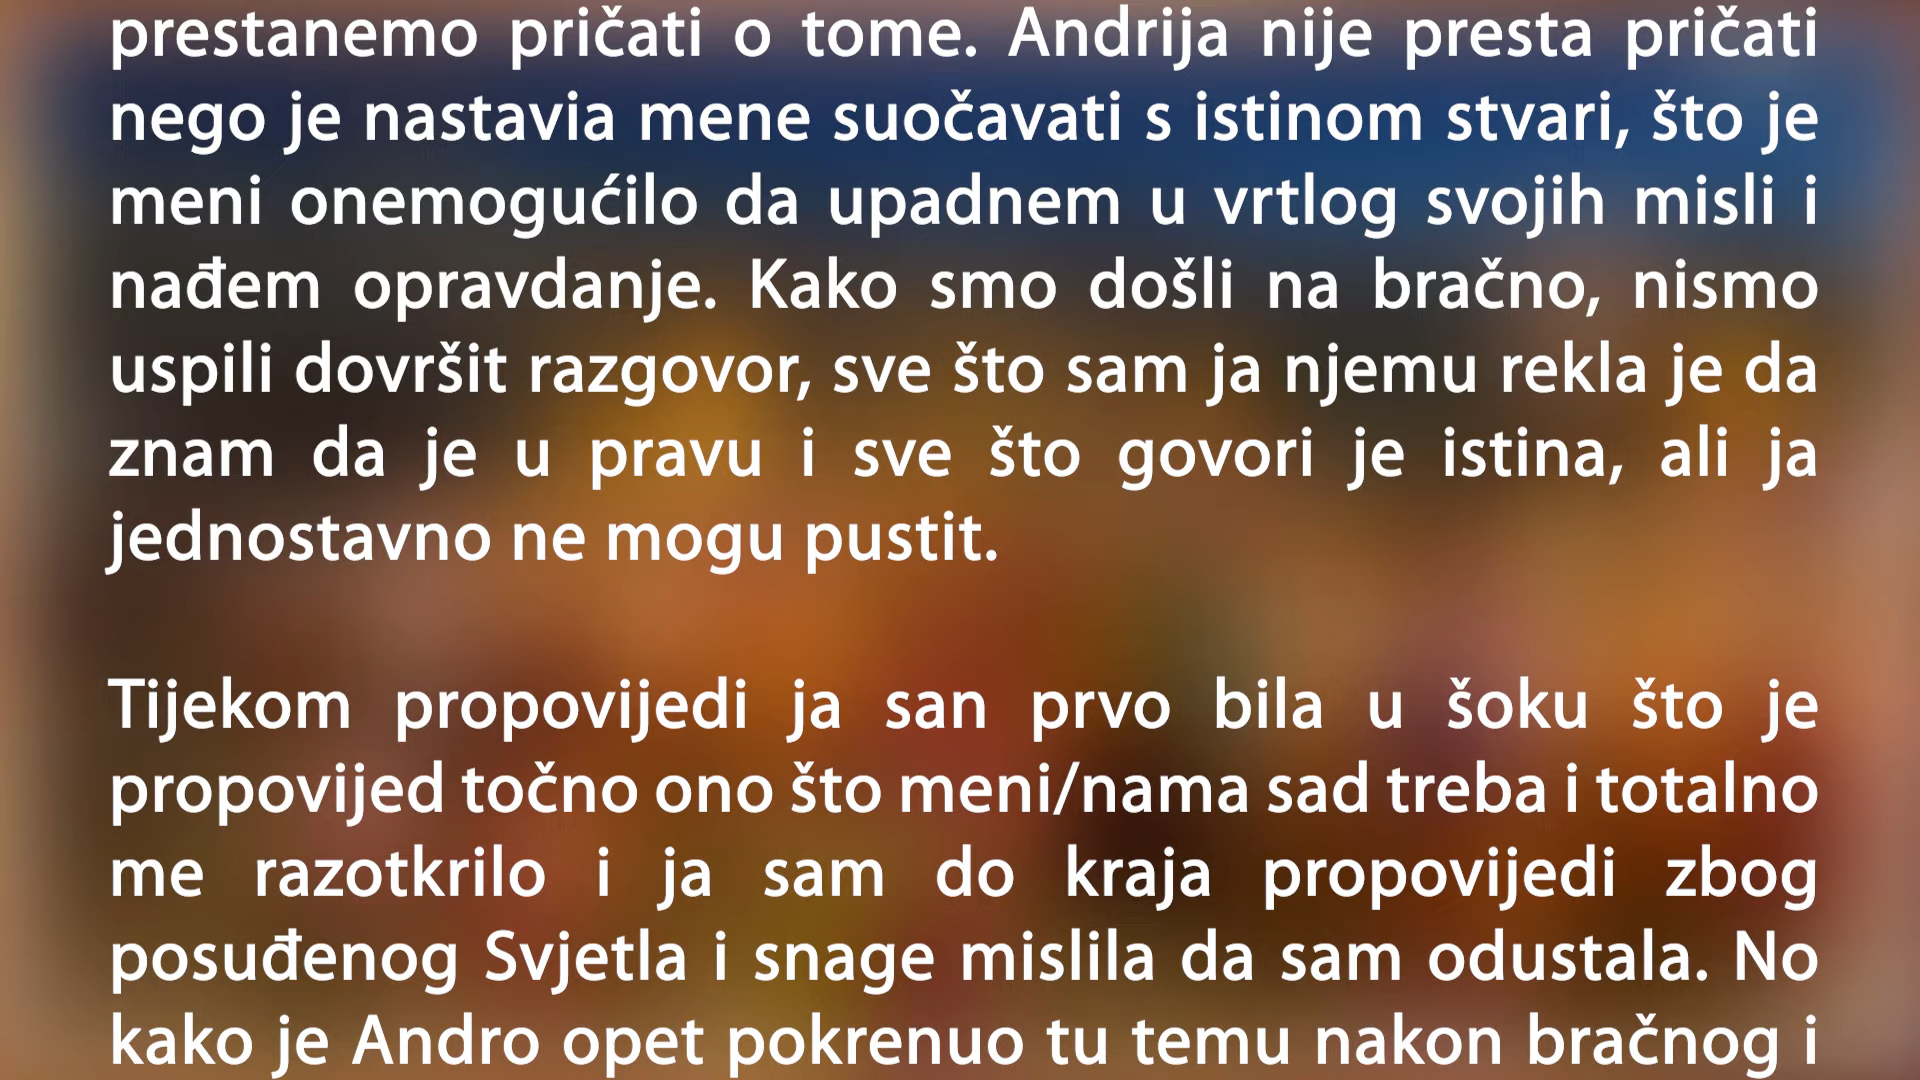 prestanemo pričati o tome. Andrija nije presta pričati
nego je nastavia mene suočavati s istinom stvari, što je
meni onemogućilo da upadnem u vrtlog svojih misli i
nađem opravdanje. Kako smo došli na bračno, nismo
uspili dovršit razgovor, sve što sam ja njemu rekla je da
znam da je u pravu i sve što govori je istina, ali ja
jednostavno ne mogu pustit.
Tijekom propovijedi ja san prvo bila u šoku što je
propovijed točno ono što meni/nama sad treba i totalno
me razotkrilo i ja sam do kraja propovijedi zbog
posuđenog Svjetla i snage mislila da sam odustala. No
kako je Andro opet pokrenuo tu temu nakon bračnog i